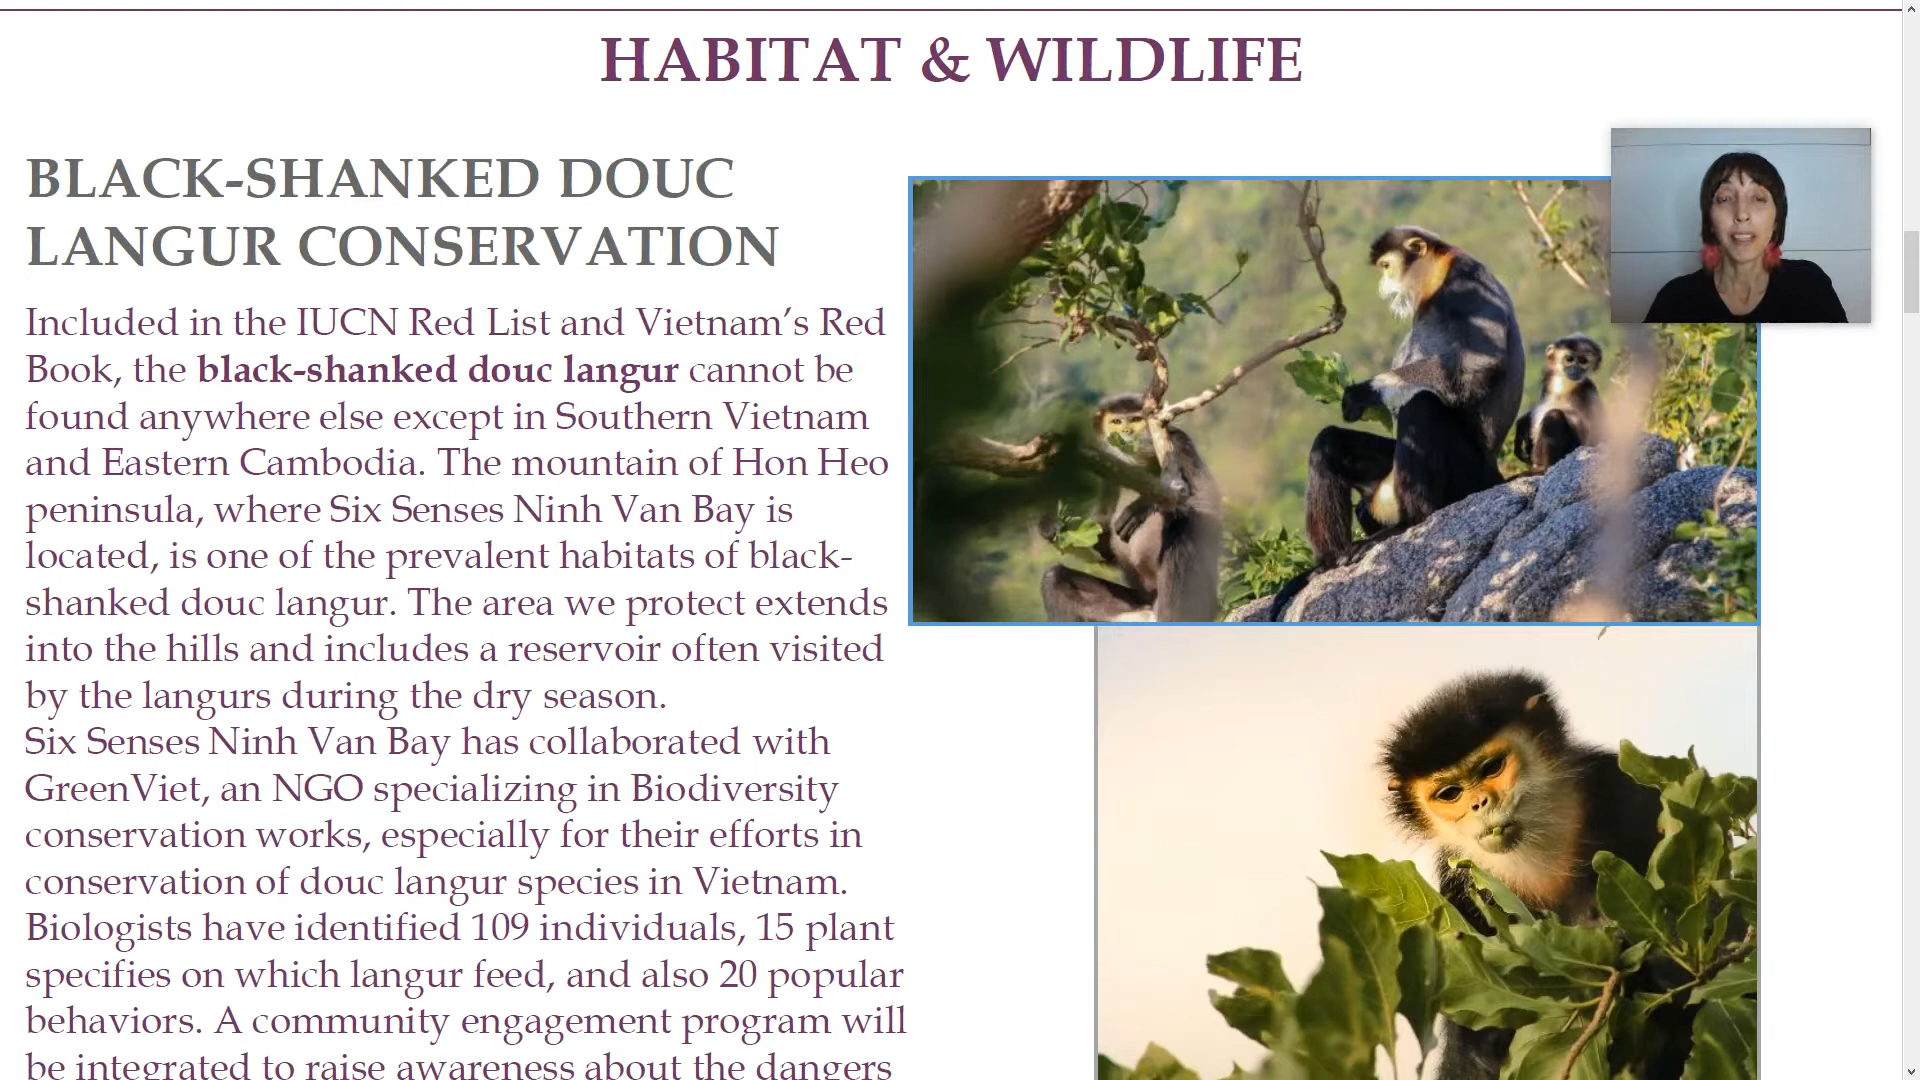 HABITAT & WILDLIFE
BLACK-SHANKED DOUC
LANGUR CONSERVATION
Included in the IUCN Red List and Vietnam’s Red
Book, the black-shanked douc langur cannot be
found anywhere else except in Southern Vietnam
and Eastern Cambodia. The mountain of Hon Heo
peninsula, where Six Senses Ninh Van Bay is
located, is one of the prevalent habitats of black-
shanked douc langur. The area we protect extends
into the hills and includes a reservoir often visited
by the langurs during the dry season.
Six Senses Ninh Van Bay has collaborated with
GreenViet, an NGO specializing in Biodiversity
conservation works, especially for their efforts in
conservation of douc langur species in Vietnam.
Biologists have identified 109 individuals, 15 plant
specifies on which langur feed, and also 20 popular
behaviors. A community engagement program will
be integrated to raise awareness about the dangers